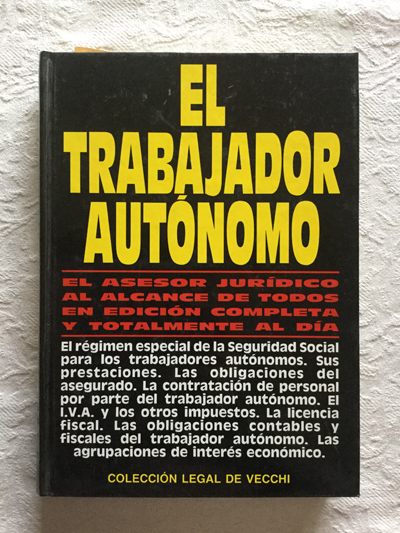 EL
TRABAJADOR
AUTÓNOMO
EL ASESOR JURÍDICO
AL ALCANCE DE TODOS
EN EDICIÓN COMPLETA
Y TOTALMENTE AL DÍA
El régimen especial de la Seguridad Social
para los trabajadores autónomos. Sus
prestaciones. Las obligaciones del
asegurado. La contratación de personal
por parte del trabajador autónomo. El
I.V.A. y los otros impuestos. La licencia
fiscal. Las obligaciones contables y
fiscales del trabajador autónomo. Las
agrupaciones de interés económico.
COLECCIÓN LEGAL DE VECCHI